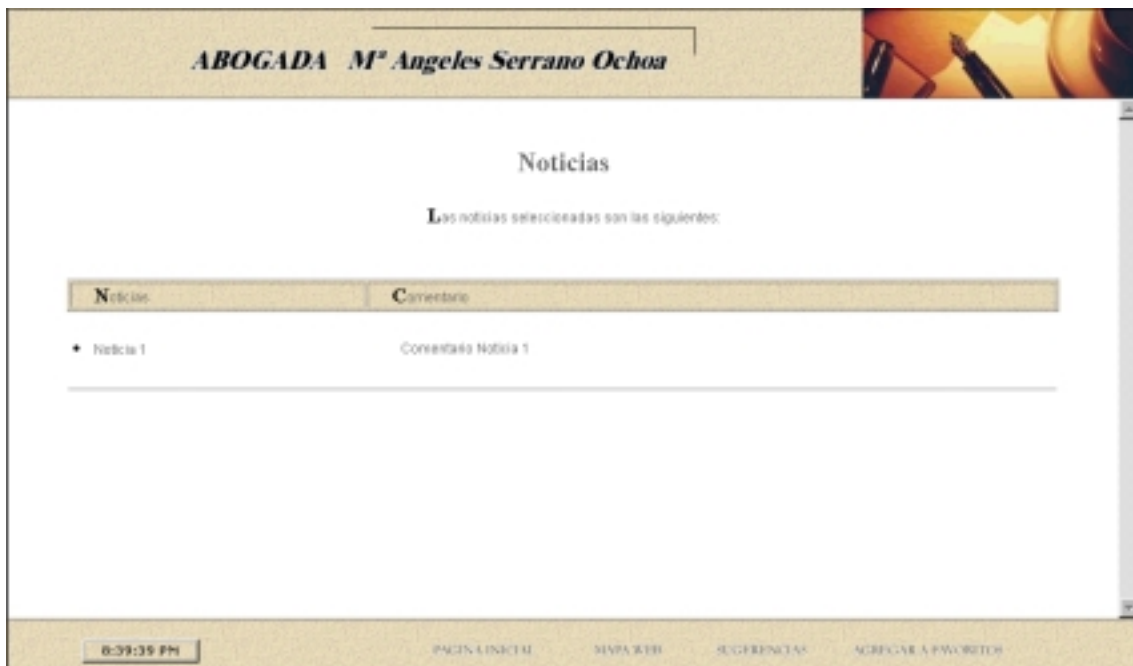 ABOGADA Mª Angeles Serrano Ochoa
Noticias
Las noticias seleccionadas son las siguientes:
Noticias Comentario
Noticia 1 Comentario Noticia 1
8:39:39 PM PAGINA INICIAL MAPA WEB SUGERENCIAS AGREGAR A FAVORITOS